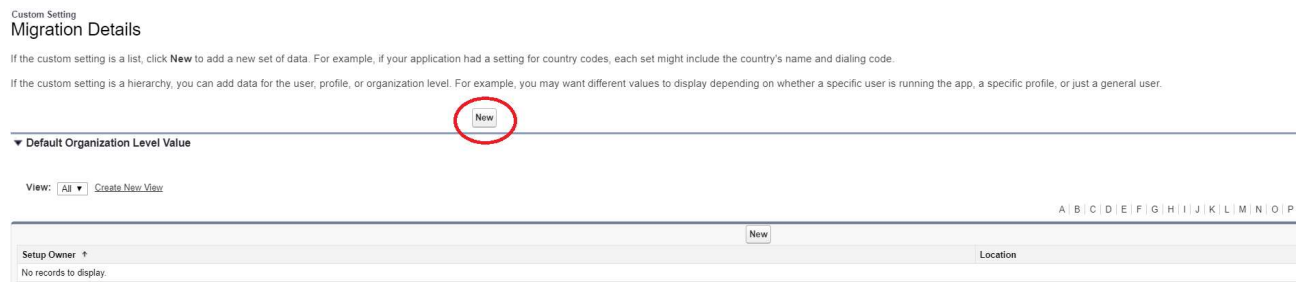 Custom Setting
Migration Details
If the custom setting is a list, click New to add a new set of data. For example, if your application had a setting for country codes, each set might include the country's name and dialing code.
If the custom setting is a hierarchy, you can add data for the user, profile, or organization level. For example, you may want different values to display depending on whether a specific user is running the app, a specific profile, or just a general user.
New
▼ Default Organization Level Value
View: All ▼ Create New View
A | B | C | D | E | F | G | H | I | J | K | L | M | N | O | P
New
Setup Owner ↑ Location
No records to display.